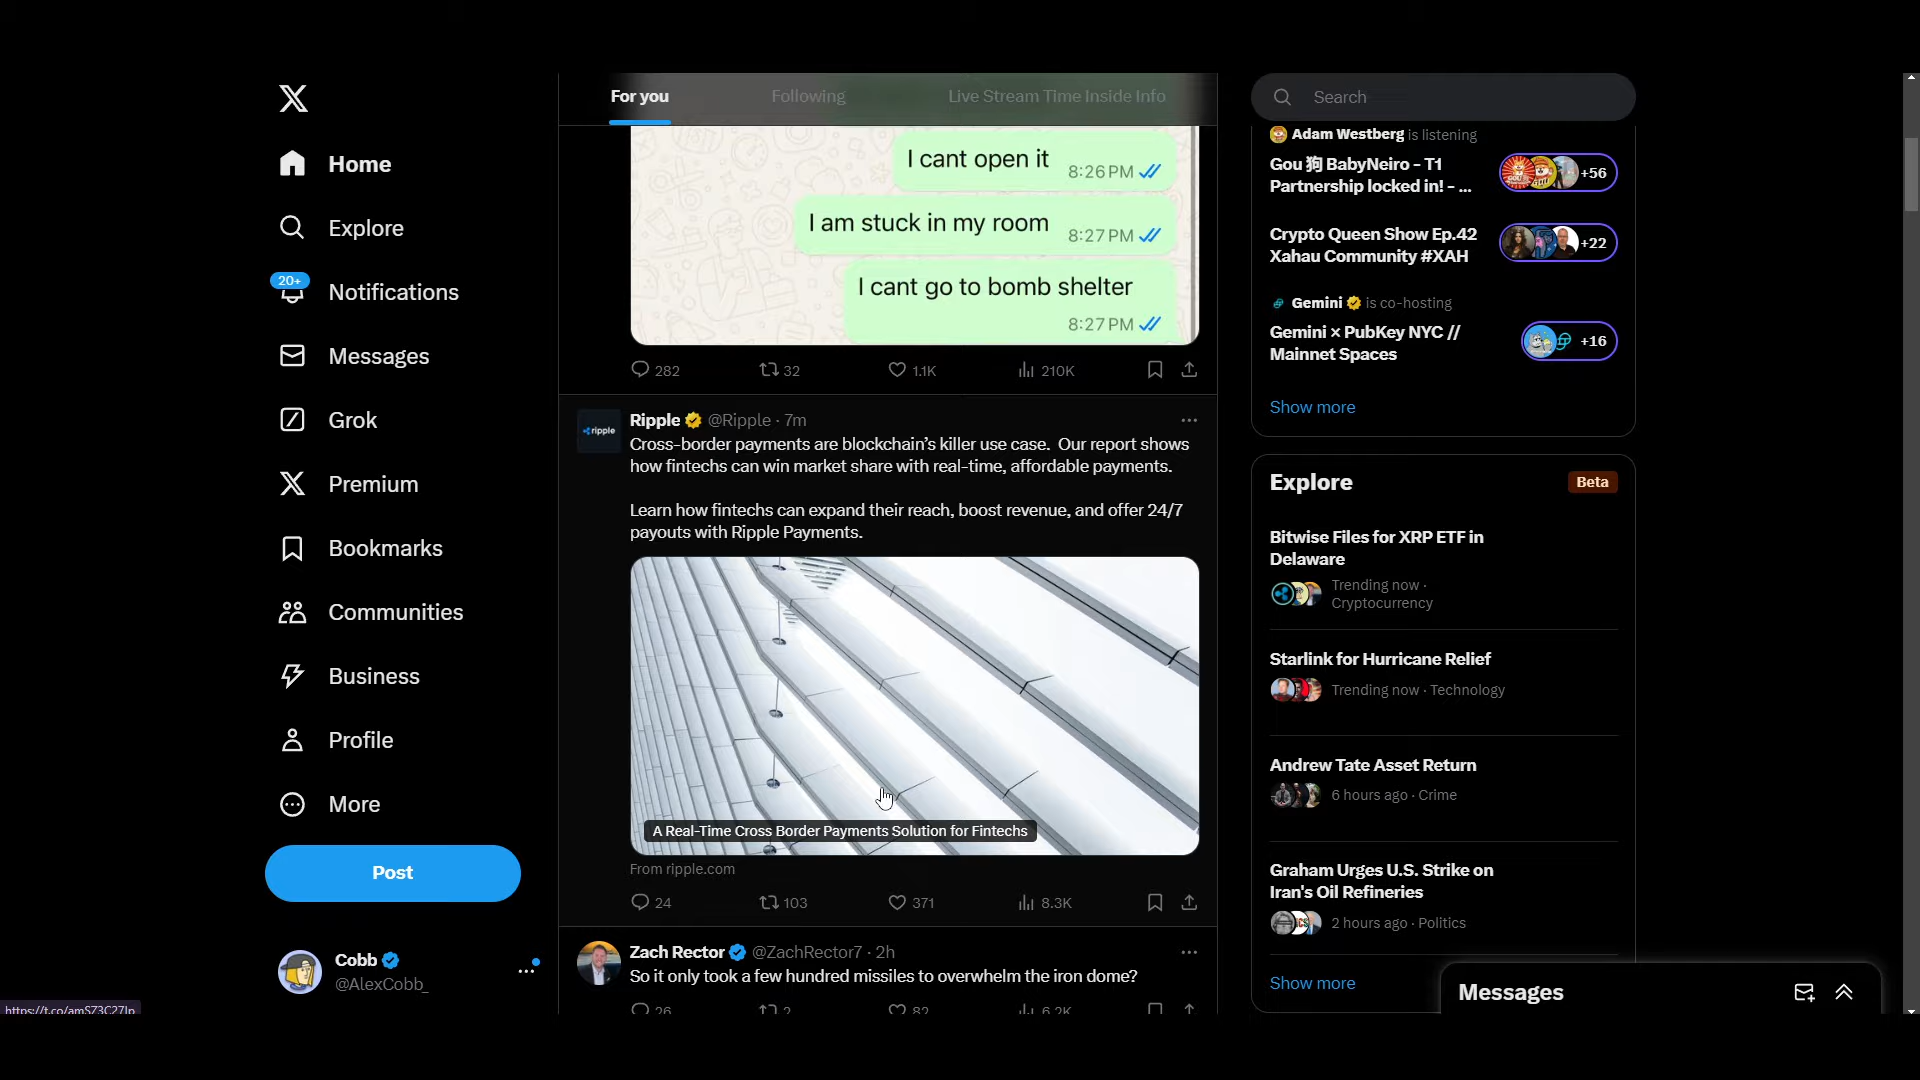 Home
Explore
20+
Notifications
Messages
Grok
Premium
Bookmarks
Communities
Business
Profile
More
Post
Cobb
@AlexCobb_
https://t.co/amSZ3C27Ip
For you
Following
Live Stream Time Inside Info
I cant open it
8:26 PM
I am stuck in my room
8:27 PM
I cant go to bomb shelter
8:27 PM
282
32
1.1K
210K
ripple
Ripple @Ripple · 7m
Cross-border payments are blockchain’s killer use case. Our report shows
how fintechs can win market share with real-time, affordable payments.
Learn how fintechs can expand their reach, boost revenue, and offer 24/7
payouts with Ripple Payments.
A Real-Time Cross Border Payments Solution for Fintechs
From ripple.com
24
103
371
8.3K
Zach Rector @ZachRector7 · 2h
So it only took a few hundred missiles to overwhelm the iron dome?
26
2
82
6.2K
Search
Adam Westberg is listening
Gou 狗 BabyNeiro - T1
Partnership locked in! - ...
+56
Crypto Queen Show Ep.42
Xahau Community #XAH
+22
Gemini is co-hosting
Gemini × PubKey NYC //
Mainnet Spaces
+16
Show more
Explore
Beta
Bitwise Files for XRP ETF in
Delaware
Trending now ·
Cryptocurrency
Starlink for Hurricane Relief
Trending now · Technology
Andrew Tate Asset Return
6 hours ago · Crime
Graham Urges U.S. Strike on
Iran's Oil Refineries
2 hours ago · Politics
Show more
Messages